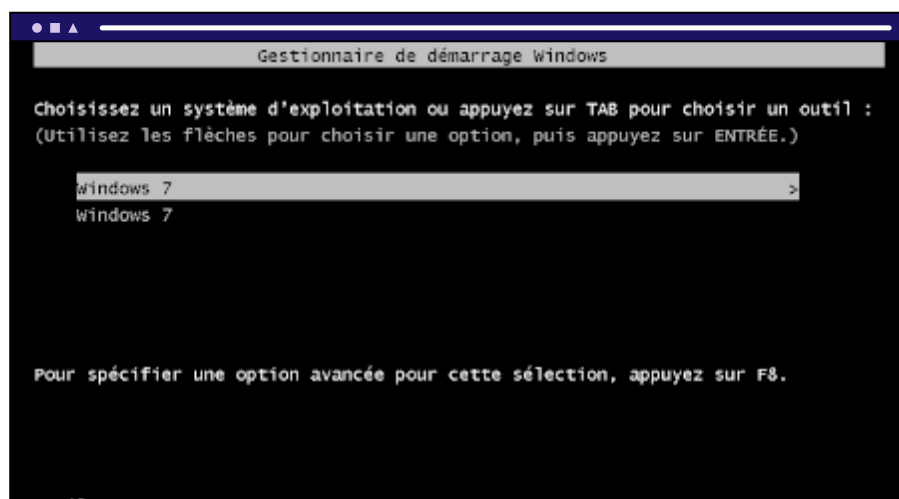 Gestionnaire de démarrage Windows
Choisissez un système d'exploitation ou appuyez sur TAB pour choisir un outil :
(Utilisez les flèches pour choisir une option, puis appuyez sur ENTRÉE.)
Windows 7 >
Windows 7
Pour spécifier une option avancée pour cette sélection, appuyez sur F8.